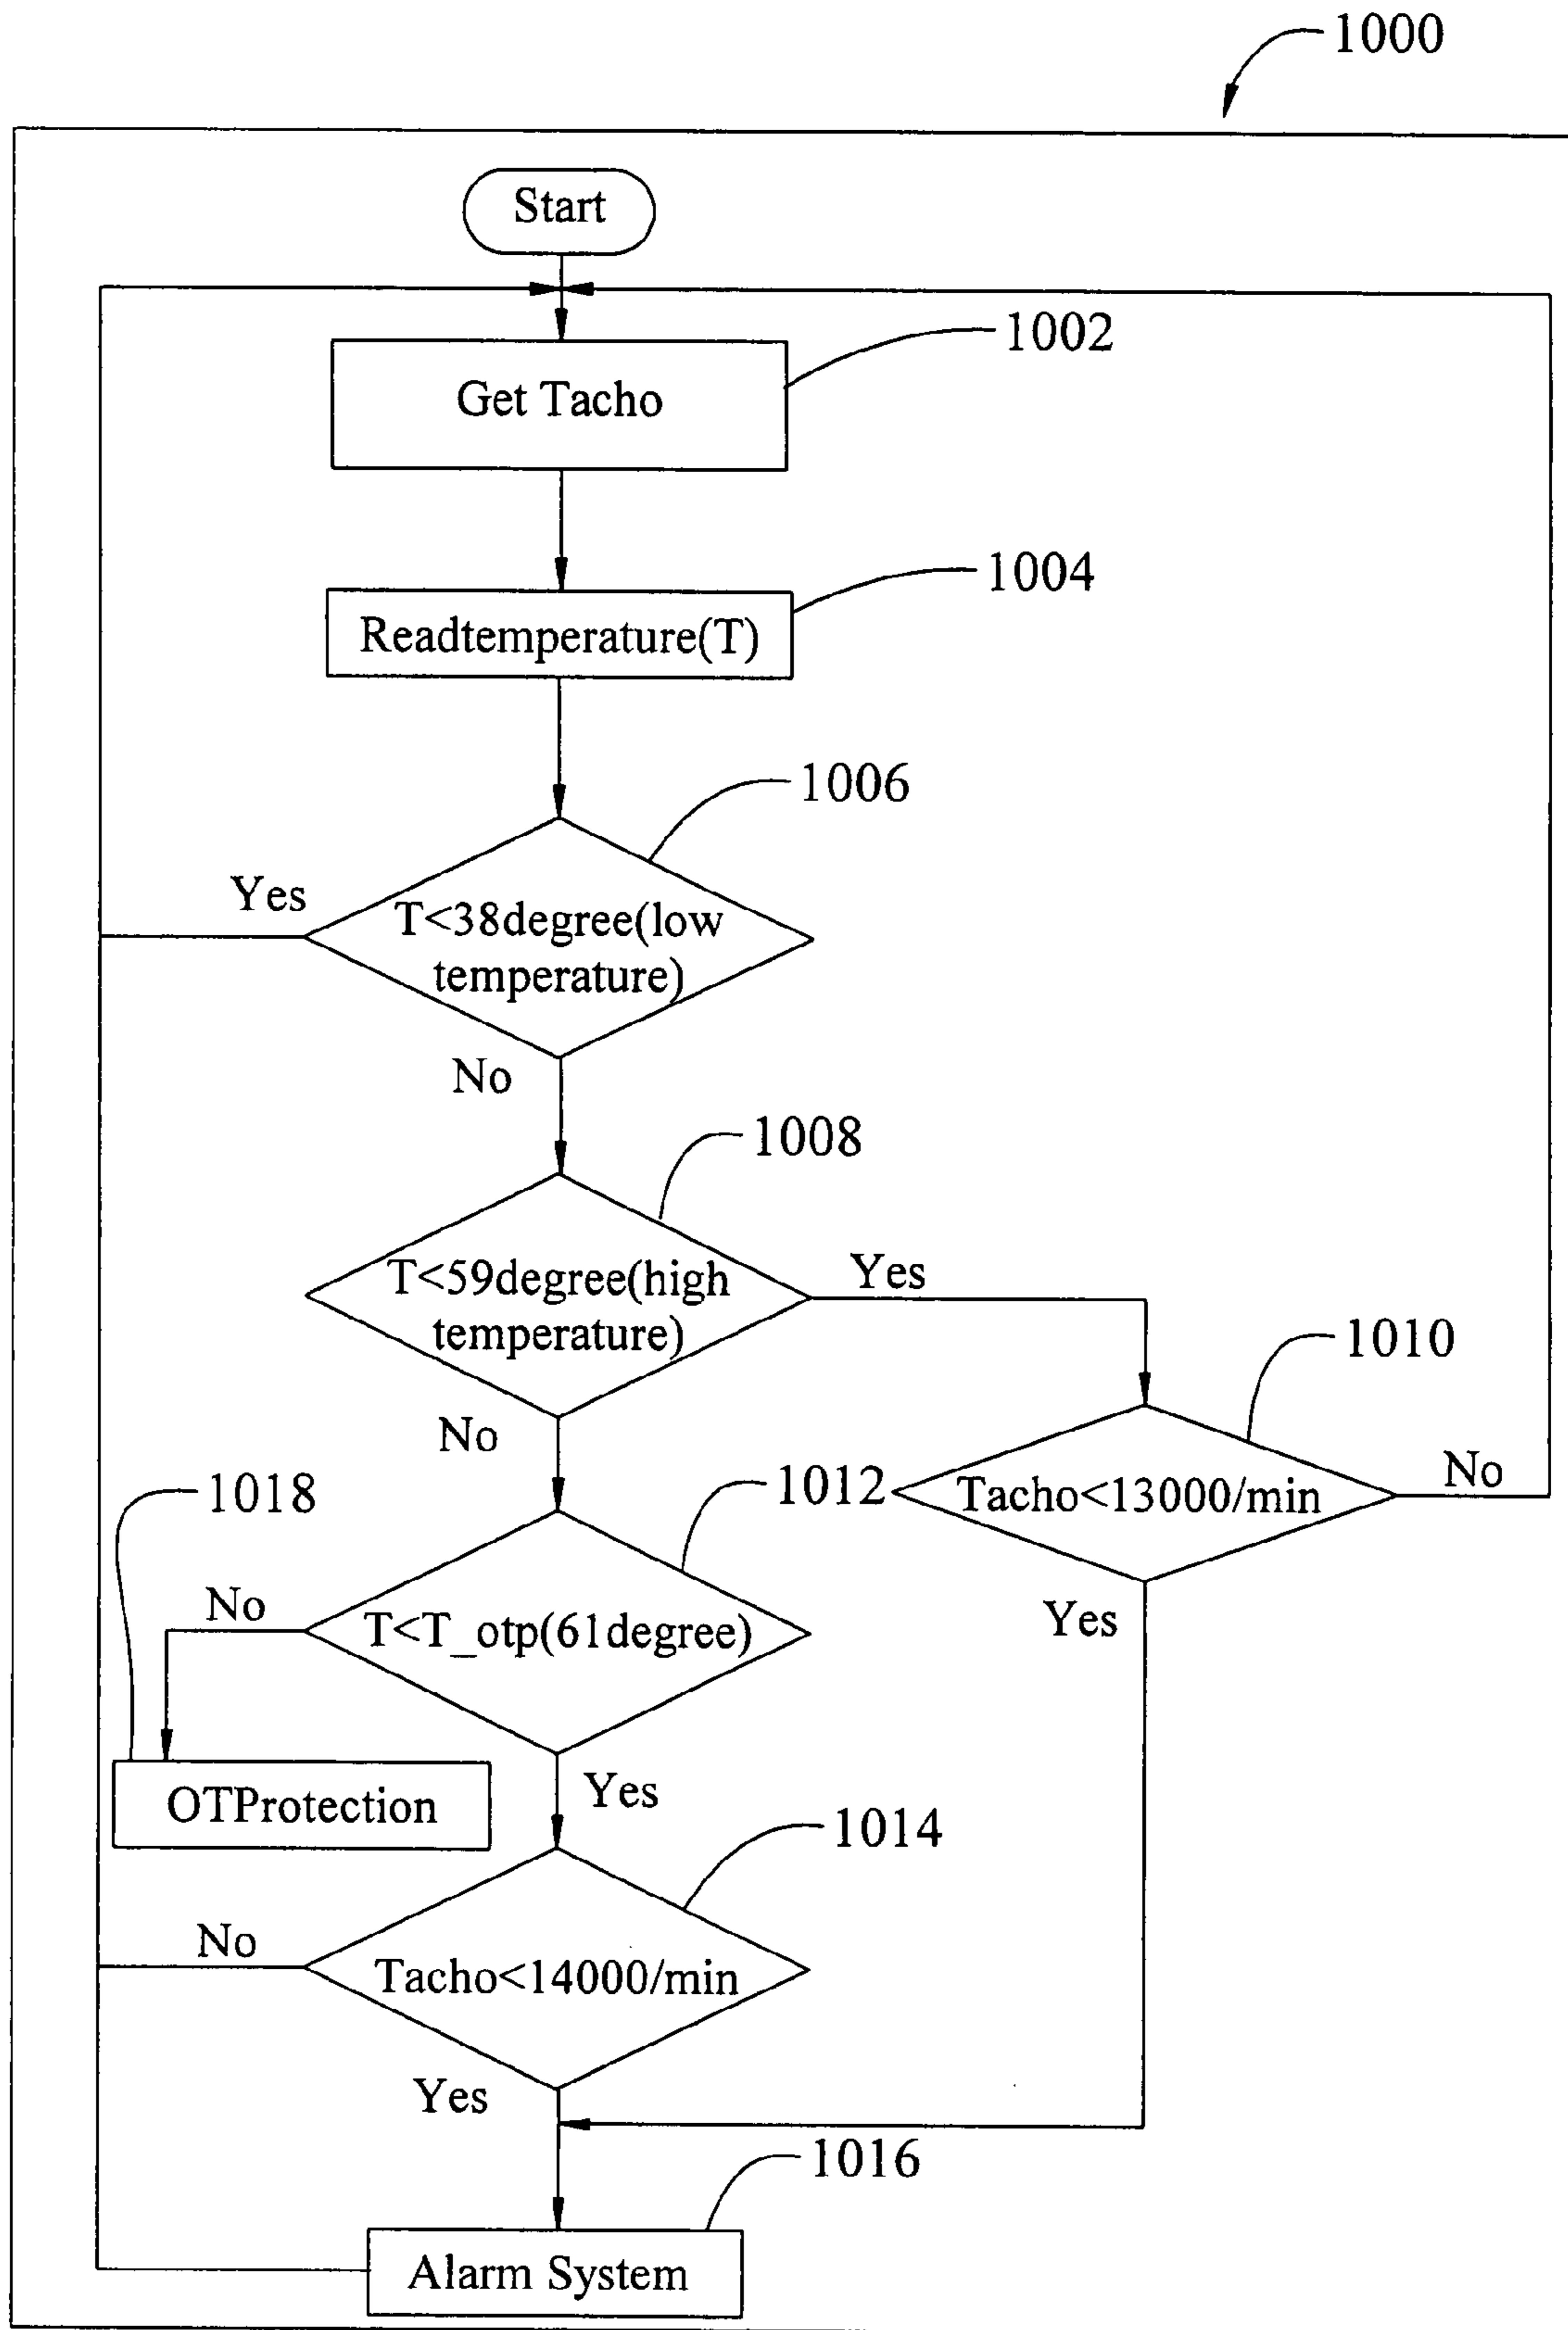 1000
Start
1002
Get Tacho
1004
Readtemperature(T)
1006
Yes
T<38degree(low
temperature)
No
1008
T<59degree(high
temperature)
Yes
1010
No
1018
1012
Tacho<13000/min
No
No
T<T_otp(61degree)
Yes
OTProtection
Yes
1014
No
Tacho<14000/min
Yes
1016
Alarm System